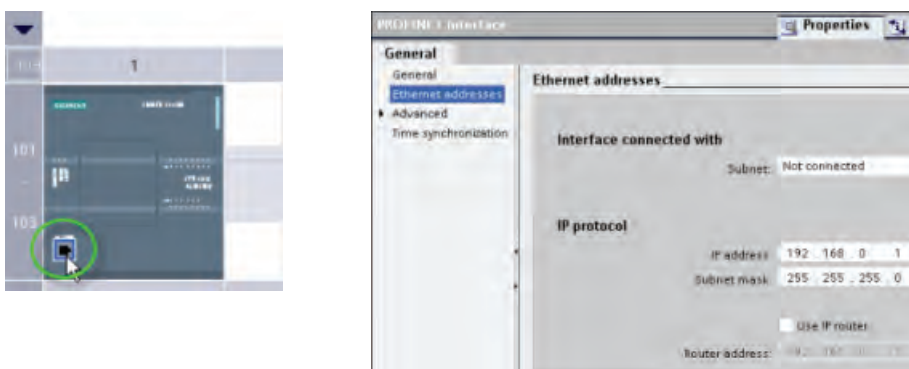 1
101
103
SIEMENS
PROFINET Interface
Properties
General
General
Ethernet addresses
Advanced
Time synchronization
Ethernet addresses
Interface connected with
Subnet: Not connected
IP protocol
IP address: 192 . 168 . 0 . 1
Subnet mask: 255 . 255 . 255 . 0
Use IP router
Router address: